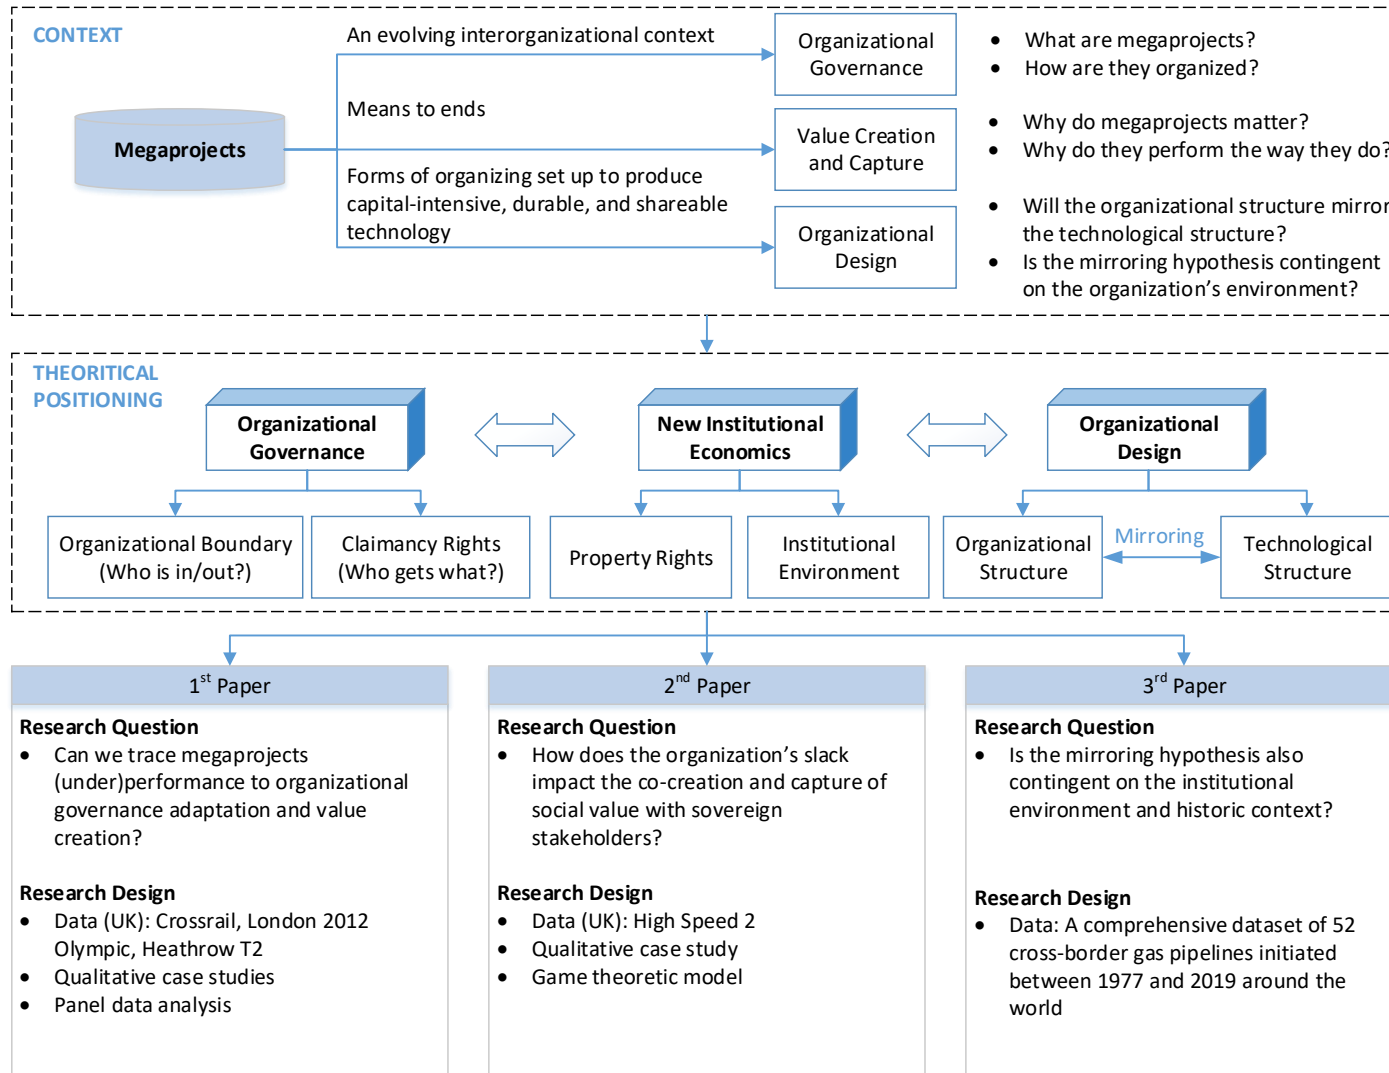 CONTEXT
An evolving interorganizational context
Organizational
Governance
• What are megaprojects?
• How are they organized?
Megaprojects
Means to ends
Value Creation
and Capture
• Why do megaprojects matter?
• Why do they perform the way they do?
Forms of organizing set up to produce
capital-intensive, durable, and shareable
technology
Organizational
Design
• Will the organizational structure mirror
the technological structure?
• Is the mirroring hypothesis contingent
on the organization's environment?
THEORITICAL
POSITIONING
Organizational
Governance
New Institutional
Economics
Organizational
Design
Organizational Boundary
(Who is in/out?)
Claimancy Rights
(Who gets what?)
Property Rights
Institutional
Environment
Organizational
Structure
Mirroring
Technological
Structure
1st Paper
Research Question
• Can we trace megaprojects
(under)performance to organizational
governance adaptation and value
creation?
Research Design
• Data (UK): Crossrail, London 2012
Olympic, Heathrow T2
• Qualitative case studies
• Panel data analysis
2nd Paper
Research Question
• How does the organization's slack
impact the co-creation and capture of
social value with sovereign
stakeholders?
Research Design
• Data (UK): High Speed 2
• Qualitative case study
• Game theoretic model
3rd Paper
Research Question
• Is the mirroring hypothesis also
contingent on the institutional
environment and historic context?
Research Design
• Data: A comprehensive dataset of 52
cross-border gas pipelines initiated
between 1977 and 2019 around the
world